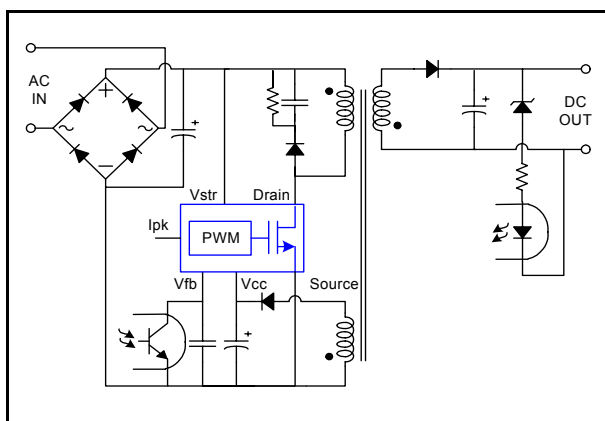 AC
IN
+
~
~
−
+
+
DC
OUT
Vstr
Drain
Ipk
PWM
Vfb
Vcc
Source
+